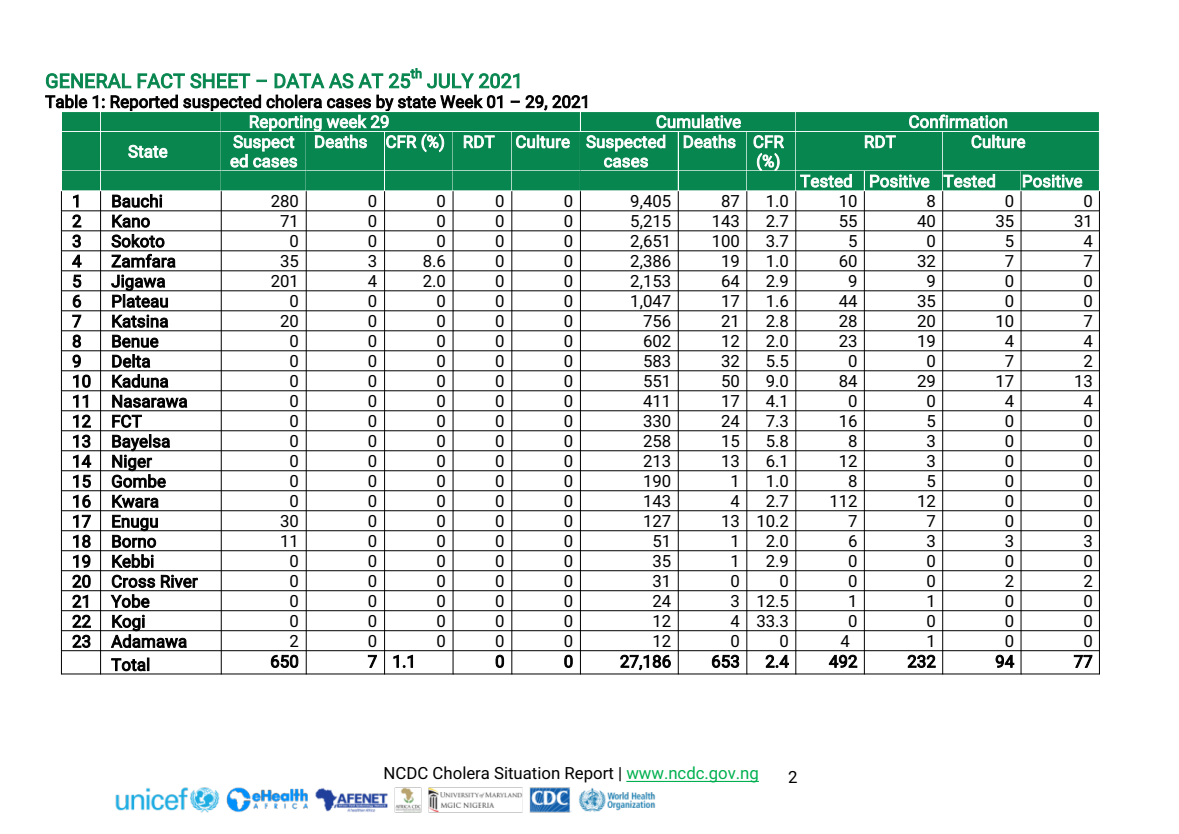 GENERAL FACT SHEET – DATA AS AT 25th JULY 2021
Table 1: Reported suspected cholera cases by state Week 01 – 29, 2021
Reporting week 29 Cumulative Confirmation
State Suspected cases Deaths CFR (%) RDT Culture Suspected cases Deaths CFR (%) RDT Culture
Tested Positive Tested Positive
1 Bauchi 280 0 0 0 0 9,405 87 1.0 10 8 0 0
2 Kano 71 0 0 0 0 5,215 143 2.7 55 40 35 31
3 Sokoto 0 0 0 0 0 2,651 100 3.7 5 0 5 4
4 Zamfara 35 3 8.6 0 0 2,386 19 1.0 60 32 7 7
5 Jigawa 201 4 2.0 0 0 2,153 64 2.9 9 9 0 0
6 Plateau 0 0 0 0 0 1,047 17 1.6 44 35 0 0
7 Katsina 20 0 0 0 0 756 21 2.8 28 20 10 7
8 Benue 0 0 0 0 0 602 12 2.0 23 19 4 4
9 Delta 0 0 0 0 0 583 32 5.5 0 0 7 2
10 Kaduna 0 0 0 0 0 551 50 9.0 84 29 17 13
11 Nasarawa 0 0 0 0 0 411 17 4.1 0 0 4 4
12 FCT 0 0 0 0 0 330 24 7.3 16 5 0 0
13 Bayelsa 0 0 0 0 0 258 15 5.8 8 3 0 0
14 Niger 0 0 0 0 0 213 13 6.1 12 3 0 0
15 Gombe 0 0 0 0 0 190 1 1.0 8 5 0 0
16 Kwara 0 0 0 0 0 143 4 2.7 112 12 0 0
17 Enugu 30 0 0 0 0 127 13 10.2 7 7 0 0
18 Borno 11 0 0 0 0 51 1 2.0 6 3 3 3
19 Kebbi 0 0 0 0 0 35 1 2.9 0 0 0 0
20 Cross River 0 0 0 0 0 31 0 0 0 0 2 2
21 Yobe 0 0 0 0 0 24 3 12.5 1 1 0 0
22 Kogi 0 0 0 0 0 12 4 33.3 0 0 0 0
23 Adamawa 2 0 0 0 0 12 0 0 4 1 0 0
Total 650 7 1.1 0 0 27,186 653 2.4 492 232 94 77
NCDC Cholera Situation Report | www.ncdc.gov.ng 2
unicef eHealth AFRICA AFENET AFRICA CDC UNIVERSITY of MARYLAND MGIC NIGERIA CDC World Health Organization